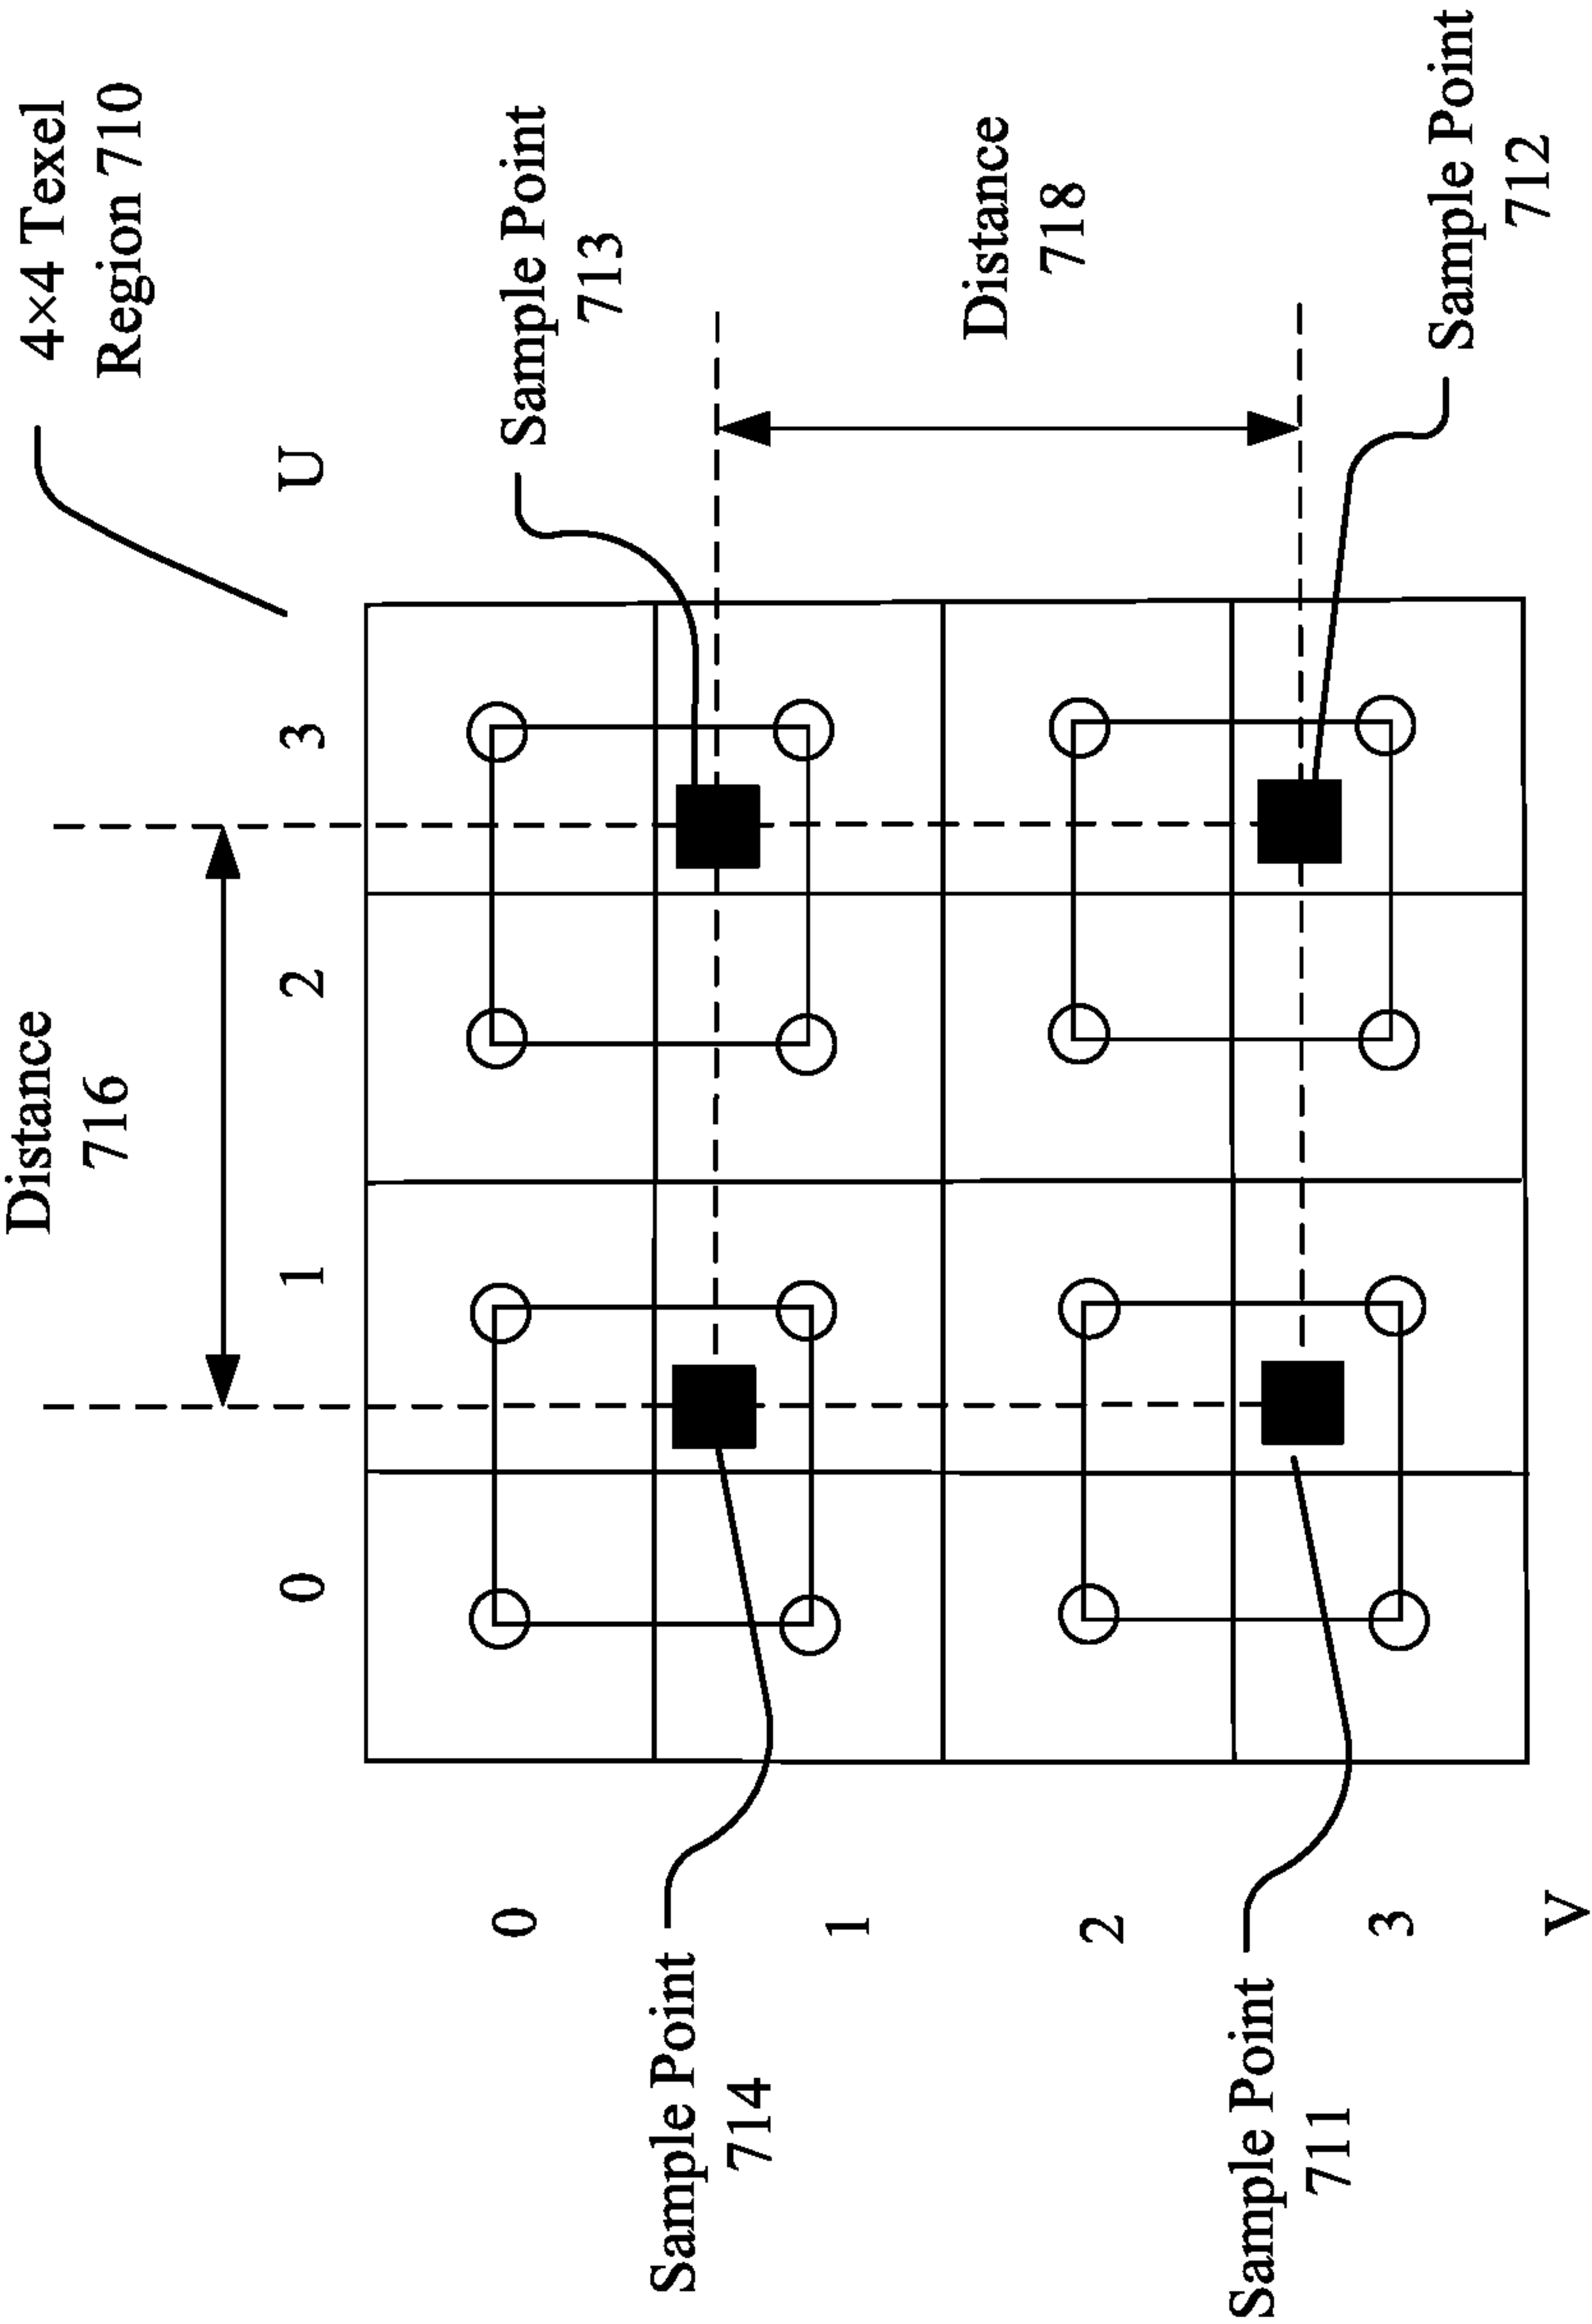 Distance
716
4×4 Texel
Region 710
0 1 2 3 U
0
Sample Point
713
Sample Point
714
1
Distance
718
2
Sample Point
711
3
Sample Point
712
V